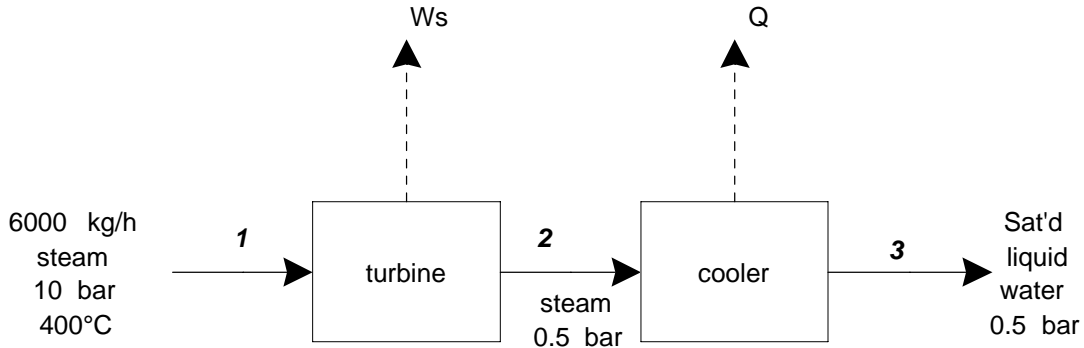 Ws
Q
6000 kg/h
steam
10 bar
400°C
1
turbine
2
steam
0.5 bar
cooler
3
Sat'd
liquid
water
0.5 bar